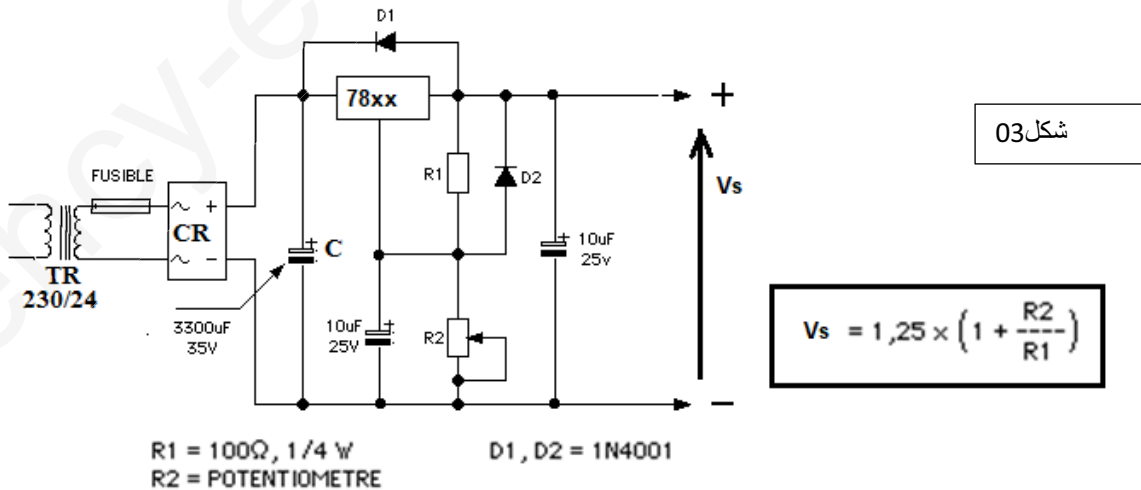 D1
78xx
+
شكل03
FUSIBLE
R1
D2
Vs
∼ +
CR
∼ −
+
C
+
10uF
25v
TR
230/24
3300uF
35V
+
10uF
25V
R2
Vs = 1,25 × (1 + R2/R1)
−
R1 = 100Ω, 1/4 W
D1, D2 = 1N4001
R2 = POTENTIOMETRE
ency-e